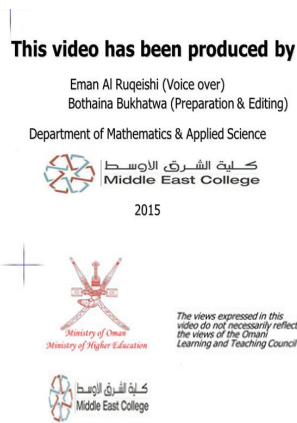 This video has been produced by
Eman Al Ruqeishi (Voice over)
Bothaina Bukhatwa (Preparation & Editing)
Department of Mathematics & Applied Science
كلية الشرق الأوسط
Middle East College
2015
Ministry of Oman
Ministry of Higher Education
The views expressed in this
video do not necessarily reflect
the views of the Omani
Learning and Teaching Council
كلية الشرق الأوسط
Middle East College